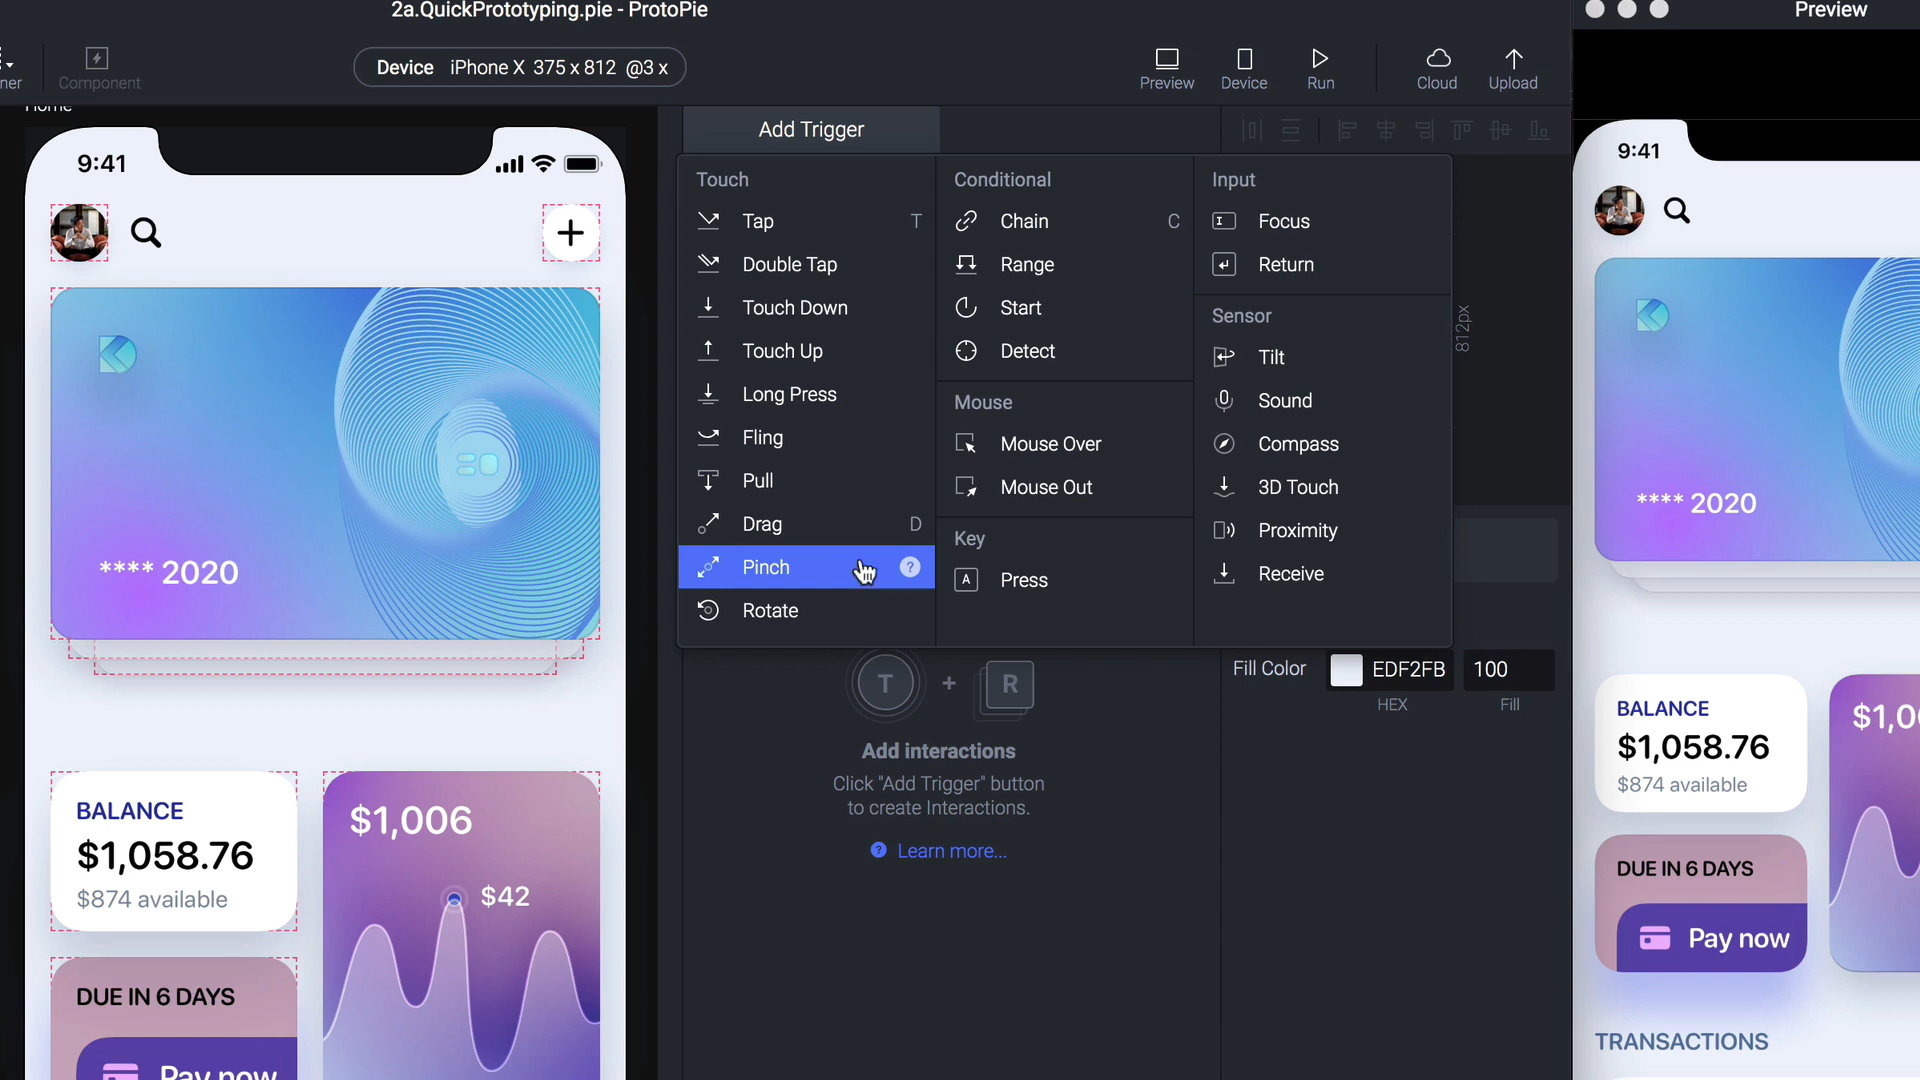 2a.QuickPrototyping.pie - ProtoPie
Preview
ner
Component
Device iPhone X 375 x 812 @3 x
Preview
Device
Run
Cloud
Upload
Home
Add Trigger
9:41
Touch
Tap T
Double Tap
Touch Down
Touch Up
Long Press
Fling
Pull
Drag D
Pinch ?
Rotate
Conditional
Chain C
Range
Start
Detect
Mouse
Mouse Over
Mouse Out
Key
A Press
Input
Focus
Return
Sensor
Tilt
Sound
Compass
3D Touch
Proximity
Receive
812px
**** 2020
BALANCE
$1,058.76
$874 available
$1,006
$42
DUE IN 6 DAYS
Pay now
T + R
Add interactions
Click "Add Trigger" button
to create Interactions.
? Learn more...
Fill Color EDF2FB 100
HEX Fill
9:41
**** 2020
BALANCE
$1,058.76
$874 available
$1,00
DUE IN 6 DAYS
Pay now
TRANSACTIONS